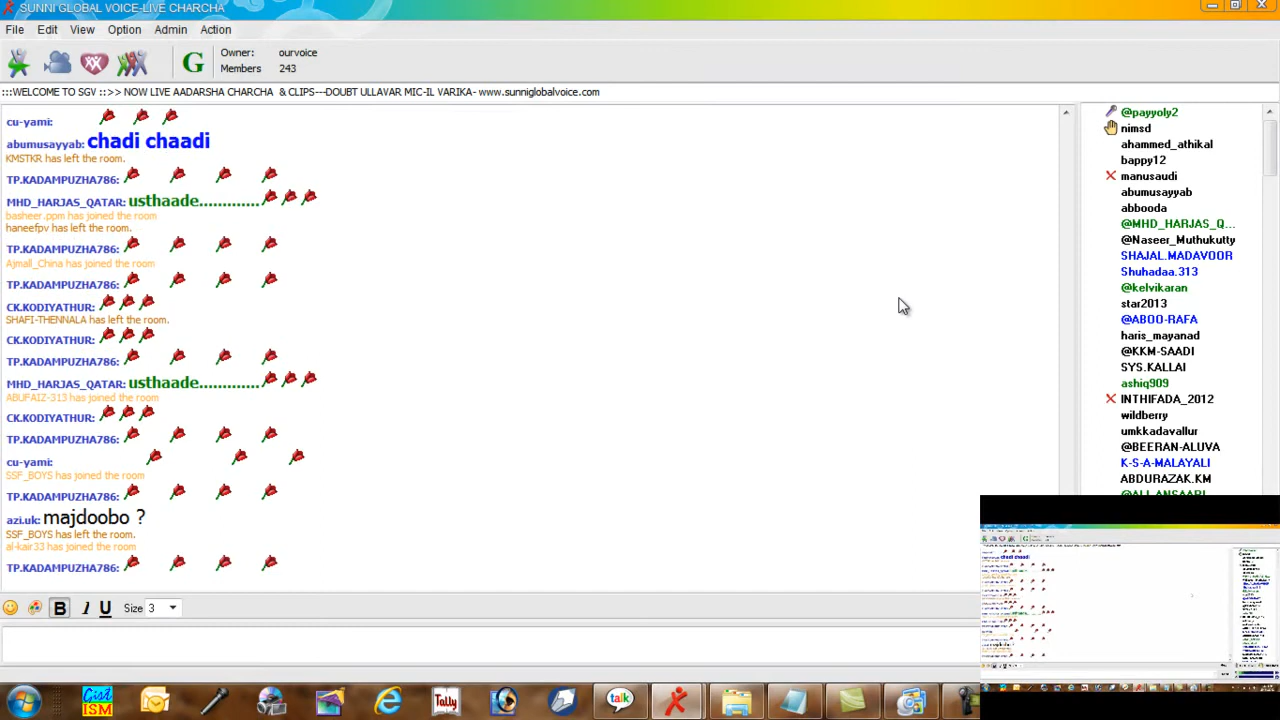 SUNNI GLOBAL VOICE-LIVE CHARCHA
File Edit View Option Admin Action
G
Owner: ourvoice
Members 243
:::WELCOME TO SGV ::>> NOW LIVE AADARSHA CHARCHA & CLIPS---DOUBT ULLAVAR MIC-IL VARIKA- www.sunniglobalvoice.com
cu-yami:
abumusayyab: chadi chaadi
KMSTKR has left the room.
TP.KADAMPUZHA786:
MHD_HARJAS_QATAR: usthaade.............
basheer.ppm has joined the room
haneefpv has left the room.
TP.KADAMPUZHA786:
Ajmall_China has joined the room
TP.KADAMPUZHA786:
CK.KODIYATHUR:
SHAFI-THENNALA has left the room.
CK.KODIYATHUR:
TP.KADAMPUZHA786:
MHD_HARJAS_QATAR: usthaade.............
ABUFAIZ-313 has joined the room
CK.KODIYATHUR:
TP.KADAMPUZHA786:
cu-yami:
SSF_BOYS has joined the room
TP.KADAMPUZHA786:
azi.uk: majdoobo ?
SSF_BOYS has left the room.
al-kair33 has joined the room
TP.KADAMPUZHA786:
@payyoly2
nimsd
ahammed_athikal
bappy12
manusaudi
abumusayyab
abbooda
@MHD_HARJAS_Q...
@Naseer_Muthukutty
SHAJAL.MADAVOOR
Shuhadaa.313
@kelvikaran
star2013
@ABOO-RAFA
haris_mayanad
@KKM-SAADI
SYS.KALLAI
ashiq909
INTHIFADA_2012
wildberry
umkkadavallur
@BEERAN-ALUVA
K-S-A-MALAYALI
ABDURAZAK.KM
B I U Size 3
Gist ISM
Tally
talk